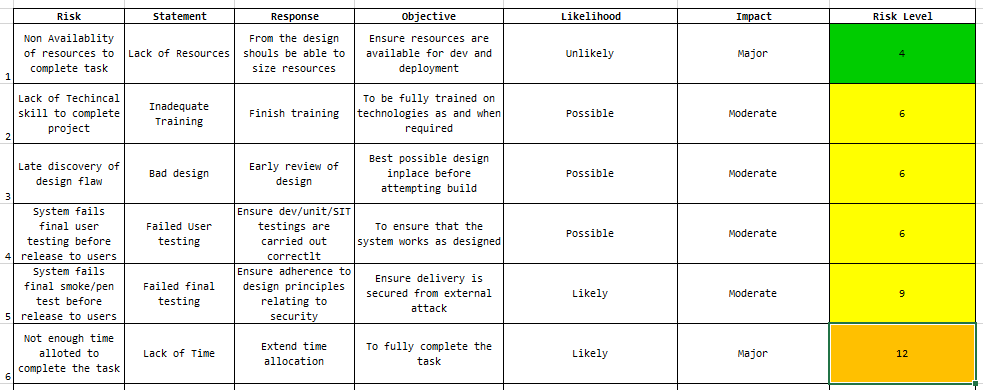 Risk Statement Response Objective Likelihood Impact Risk Level
Non Availablity
of resources to
complete task
Lack of Resources
From the design
shouls be able to
size resources
Ensure resources are
available for dev and
deployment
Unlikely
Major
4
1
Lack of Techincal
skill to complete
project
Inadequate
Training
Finish training
To be fully trained on
technologies as and when
required
Possible
Moderate
6
2
Late discovery of
design flaw
Bad design
Early review of
design
Best possible design
inplace before
attempting build
Possible
Moderate
6
3
System fails
final user
testing before
release to users
Failed User
testing
Ensure dev/unit/SIT
testings are
carried out
correctlt
To ensure that the
system works as designed
Possible
Moderate
6
4
System fails
final smoke/pen
test before
release to users
Failed final
testing
Ensure adherence to
design principles
relating to
security
Ensure delivery is
secured from external
attack
Likely
Moderate
9
5
Not enough time
alloted to
complete the task
Lack of Time
Extend time
allocation
To fully complete the
task
Likely
Major
12
6